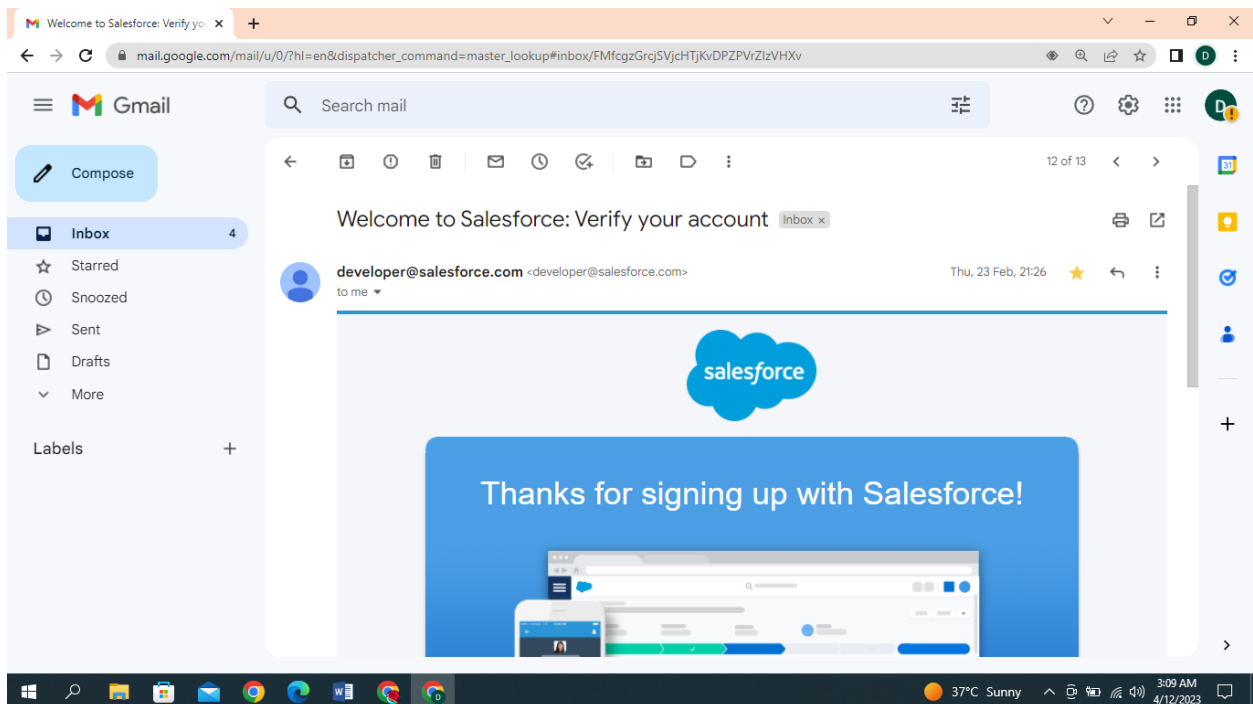 Welcome to Salesforce: Verify yo
mail.google.com/mail/u/0/?hl=en&dispatcher_command=master_lookup#inbox/FMfcgzGrcjSVjcHTjKvDPZPVrZlzVHXv
D
Gmail
Search mail
D
Compose
12 of 13
31
Welcome to Salesforce: Verify your account Inbox ×
Inbox 4
Starred
developer@salesforce.com <developer@salesforce.com> Thu, 23 Feb, 21:26
to me
Snoozed
Sent
Drafts
More
salesforce
Labels
Thanks for signing up with Salesforce!
37°C Sunny
3:09 AM
4/12/2023